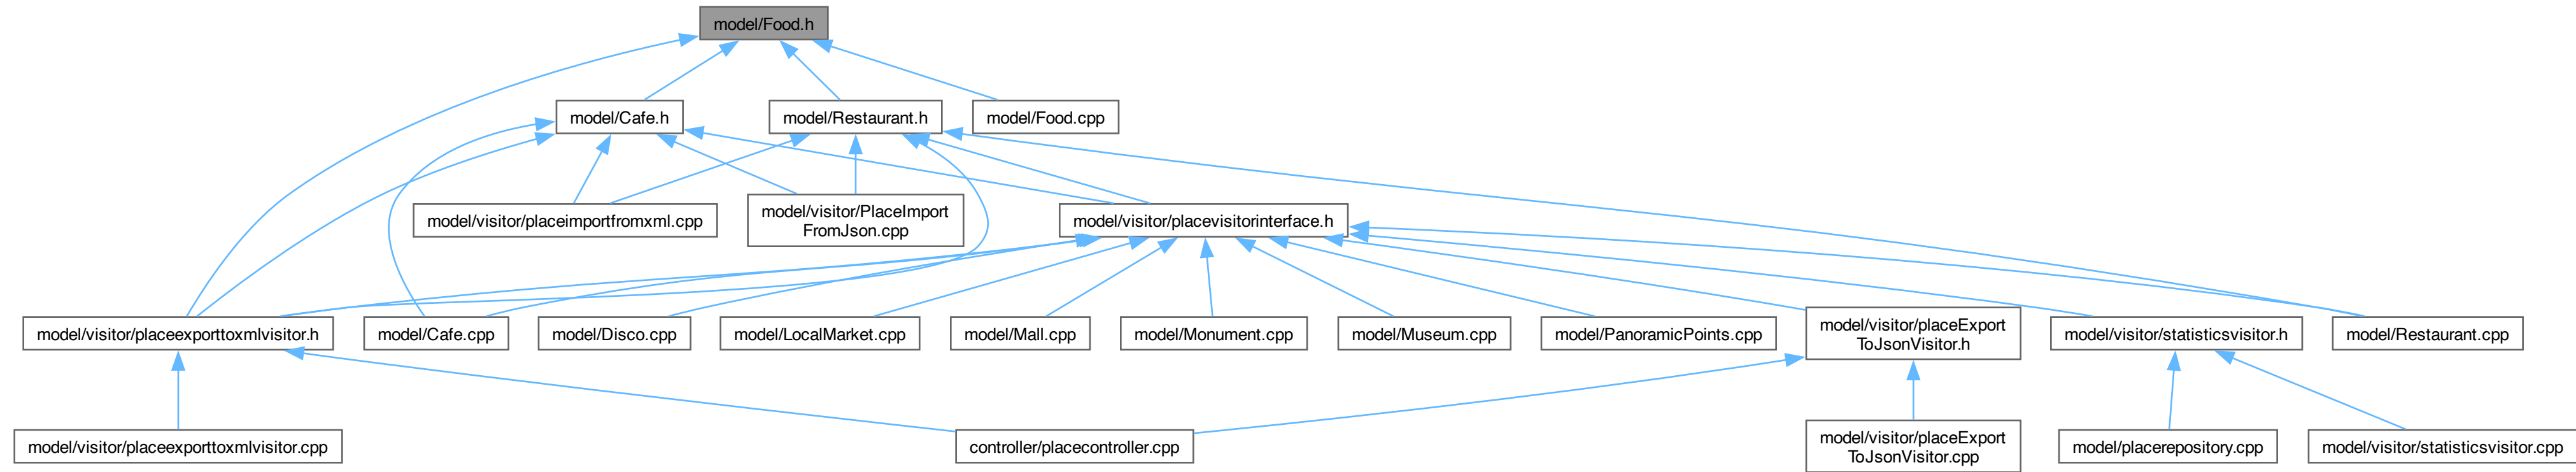 model/Food.h
model/Cafe.h
model/Restaurant.h
model/Food.cpp
model/visitor/placeimportfromxml.cpp
model/visitor/PlaceImport
FromJson.cpp
model/visitor/placevisitorinterface.h
model/visitor/placeexporttoxmlvisitor.h
model/Cafe.cpp
model/Disco.cpp
model/LocalMarket.cpp
model/Mall.cpp
model/Monument.cpp
model/Museum.cpp
model/PanoramicPoints.cpp
model/visitor/placeExport
ToJsonVisitor.h
model/visitor/statisticsvisitor.h
model/Restaurant.cpp
model/visitor/placeexporttoxmlvisitor.cpp
controller/placecontroller.cpp
model/visitor/placeExport
ToJsonVisitor.cpp
model/placerepository.cpp
model/visitor/statisticsvisitor.cpp